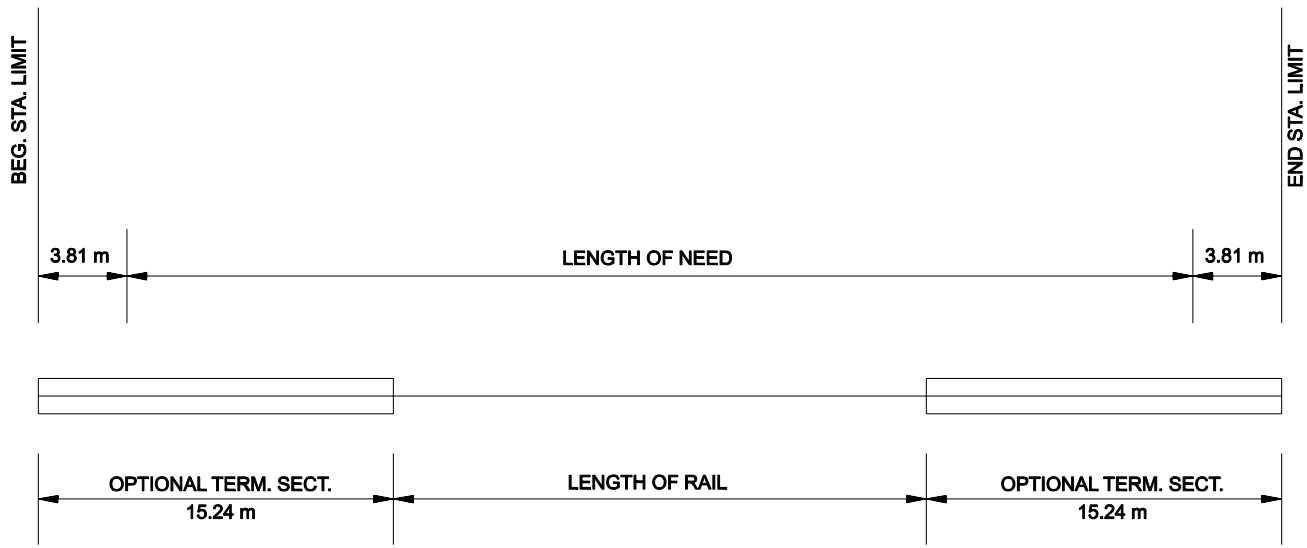 BEG. STA. LIMIT
END STA. LIMIT
3.81 m
LENGTH OF NEED
3.81 m
OPTIONAL TERM. SECT.
15.24 m
LENGTH OF RAIL
OPTIONAL TERM. SECT.
15.24 m